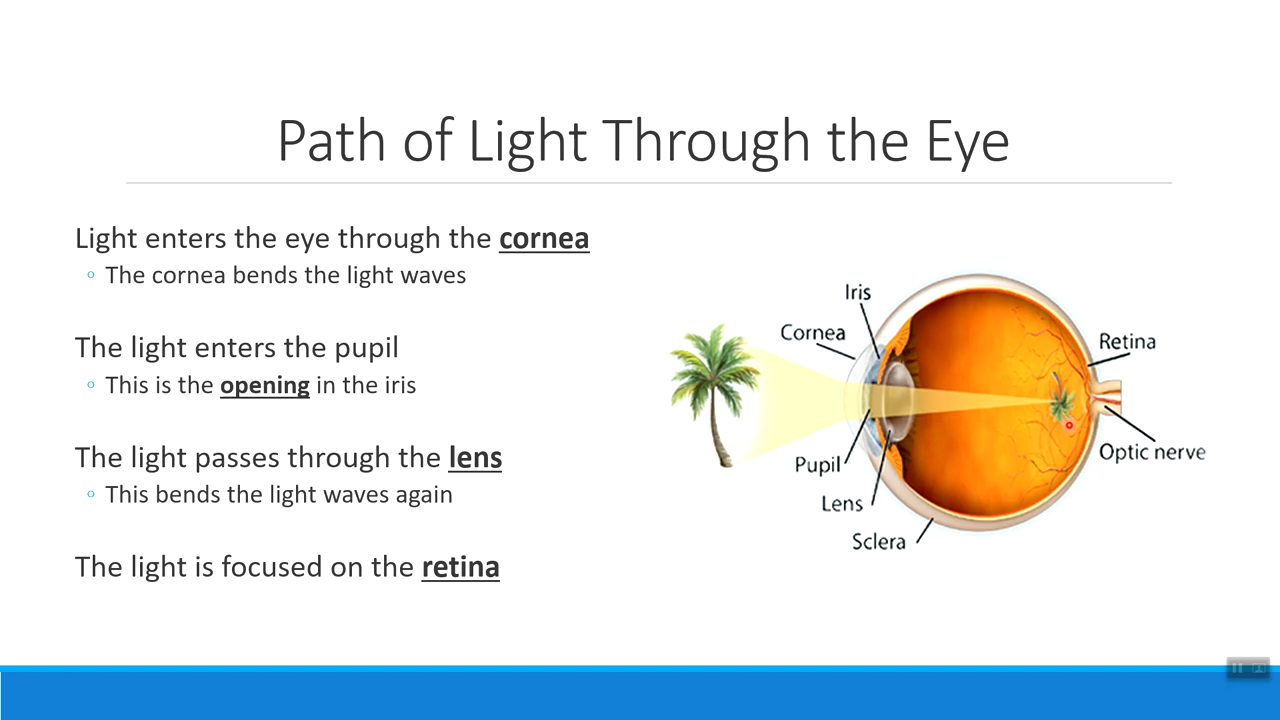 Path of Light Through the Eye
Light enters the eye through the cornea
◦ The cornea bends the light waves
The light enters the pupil
◦ This is the opening in the iris
The light passes through the lens
◦ This bends the light waves again
The light is focused on the retina
Iris
Cornea
Retina
Optic nerve
Pupil
Lens
Sclera